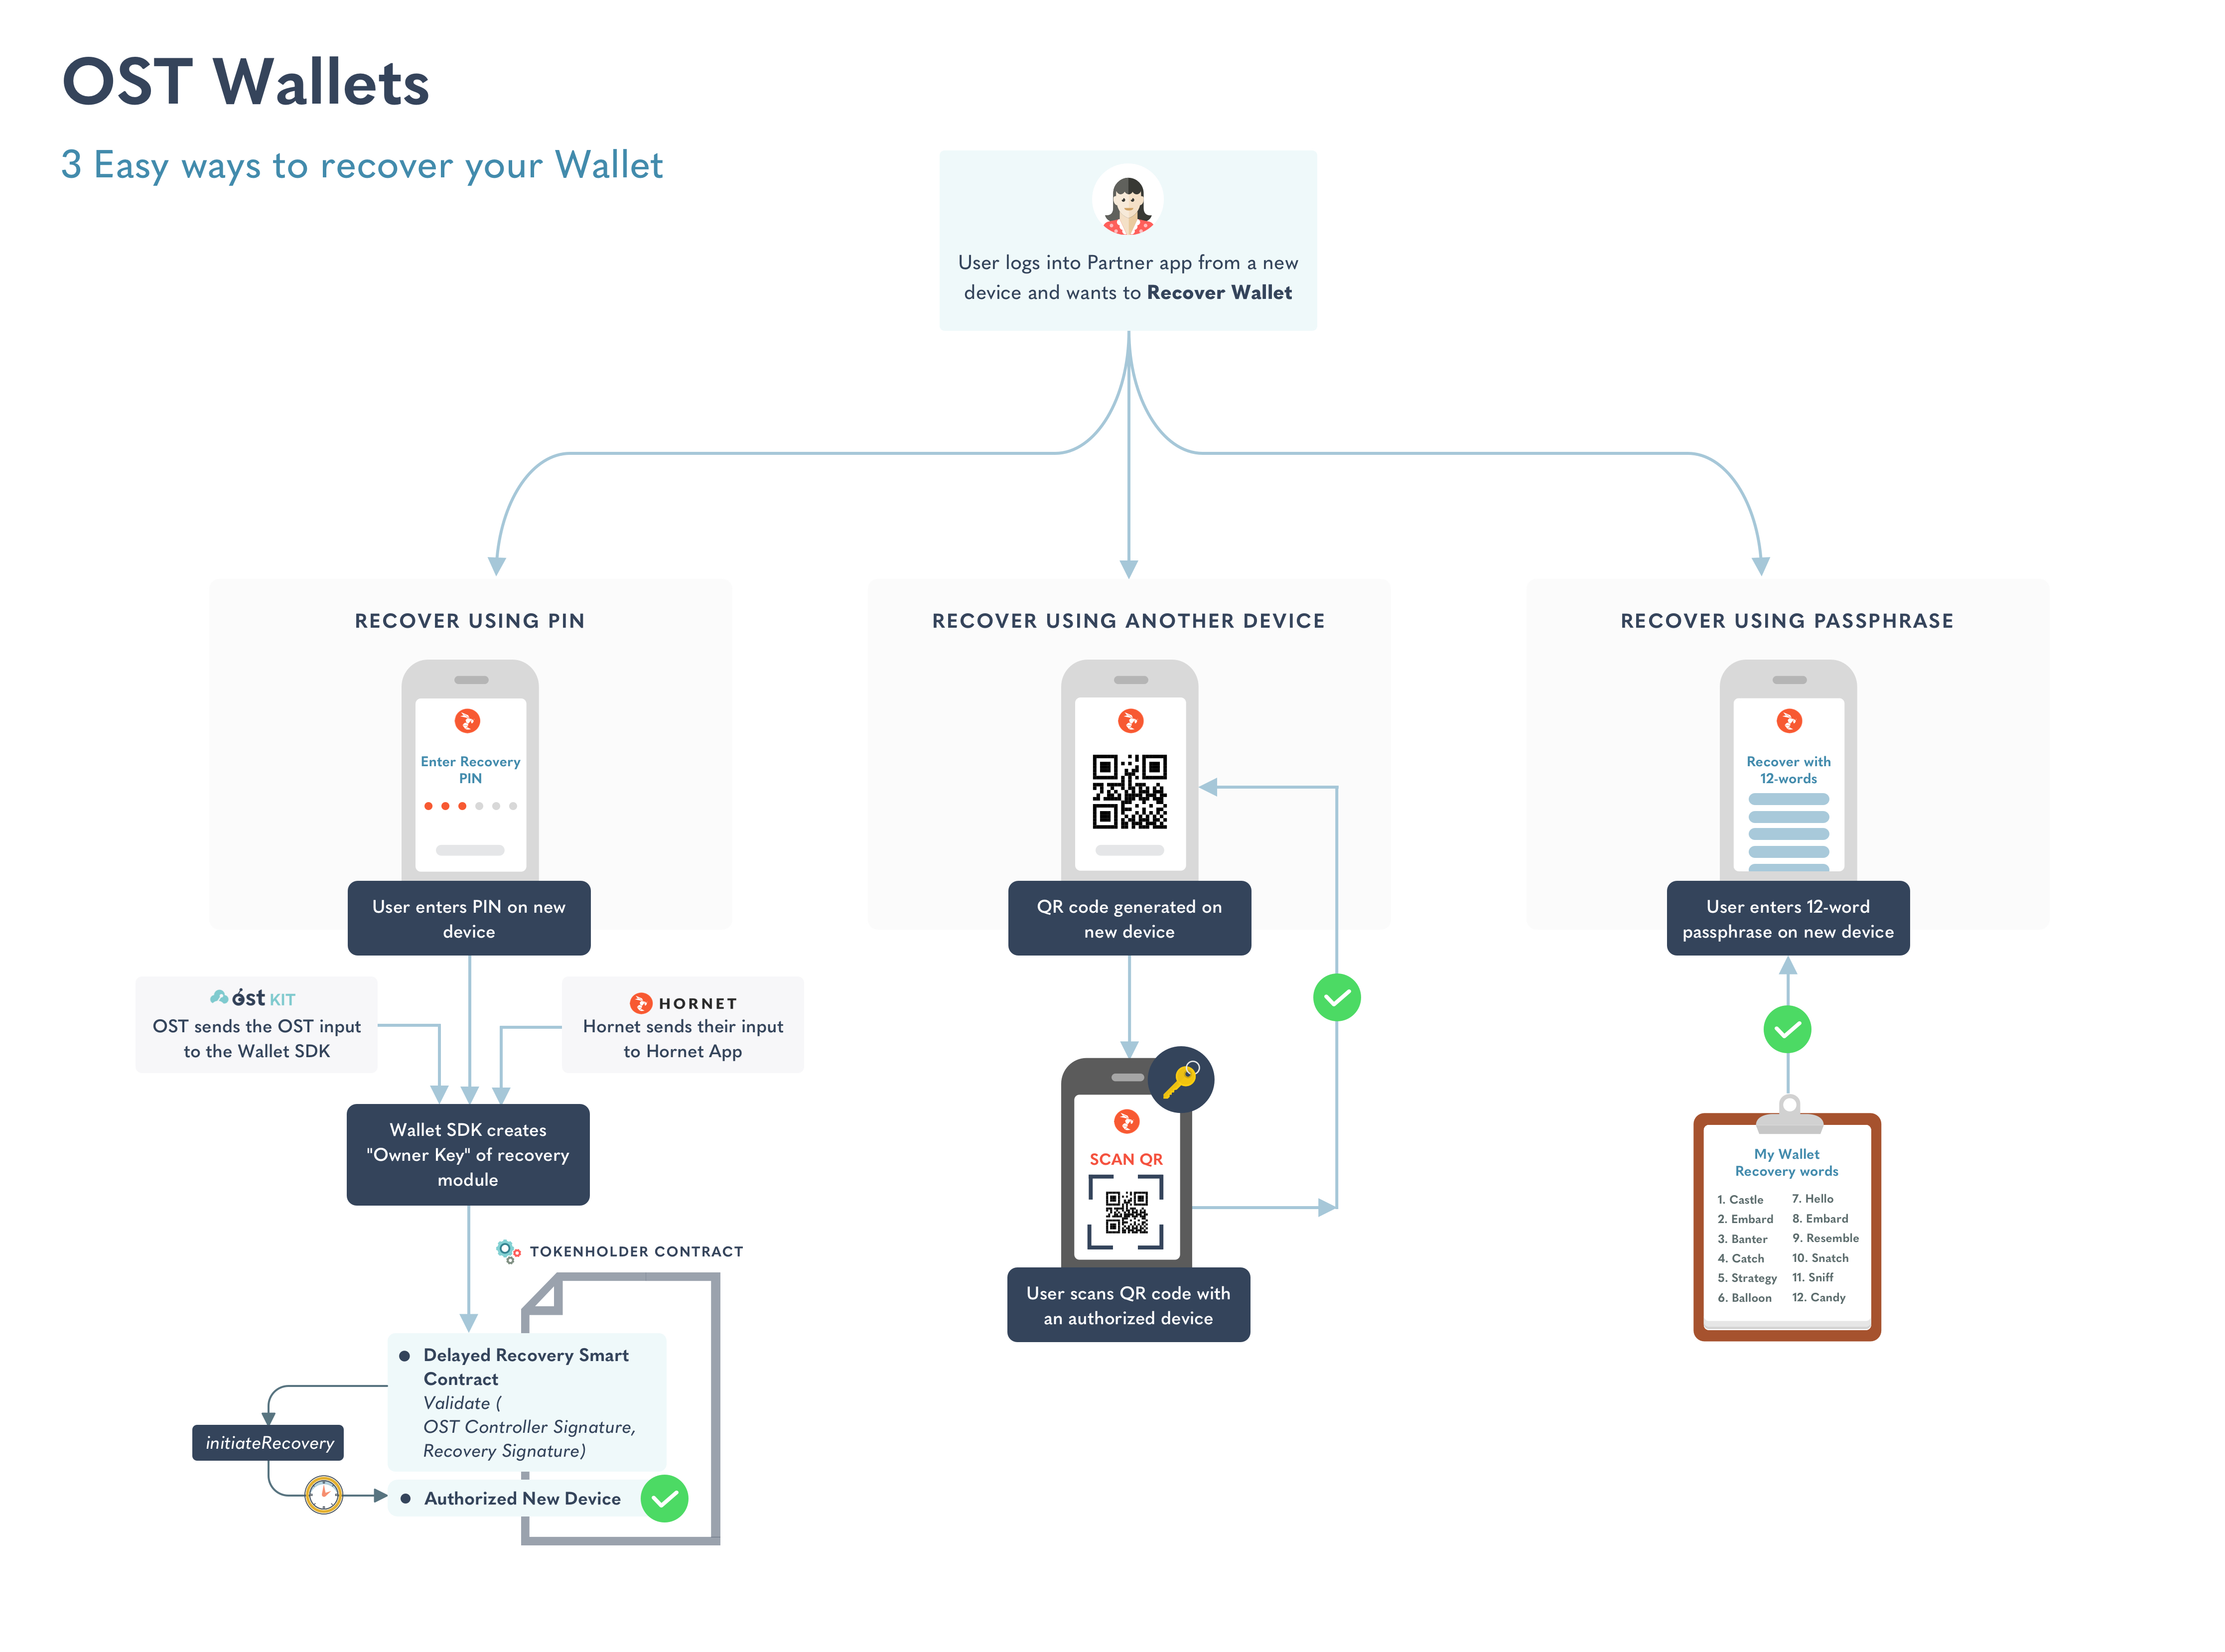 OST Wallets
3 Easy ways to recover your Wallet
User logs into Partner app from a new
device and wants to Recover Wallet
RECOVER USING PIN
Enter Recovery
PIN
User enters PIN on new
device
ost KIT
OST sends the OST input
to the Wallet SDK
HORNET
Hornet sends their input
to Hornet App
Wallet SDK creates
"Owner Key" of recovery
module
TOKENHOLDER CONTRACT
Delayed Recovery Smart
Contract
Validate (
OST Controller Signature,
Recovery Signature)
initiateRecovery
Authorized New Device
RECOVER USING ANOTHER DEVICE
QR code generated on
new device
SCAN QR
User scans QR code with
an authorized device
RECOVER USING PASSPHRASE
Recover with
12-words
User enters 12-word
passphrase on new device
My Wallet
Recovery words
1. Castle
2. Embard
3. Banter
4. Catch
5. Strategy
6. Balloon
7. Hello
8. Embard
9. Resemble
10. Snatch
11. Sniff
12. Candy